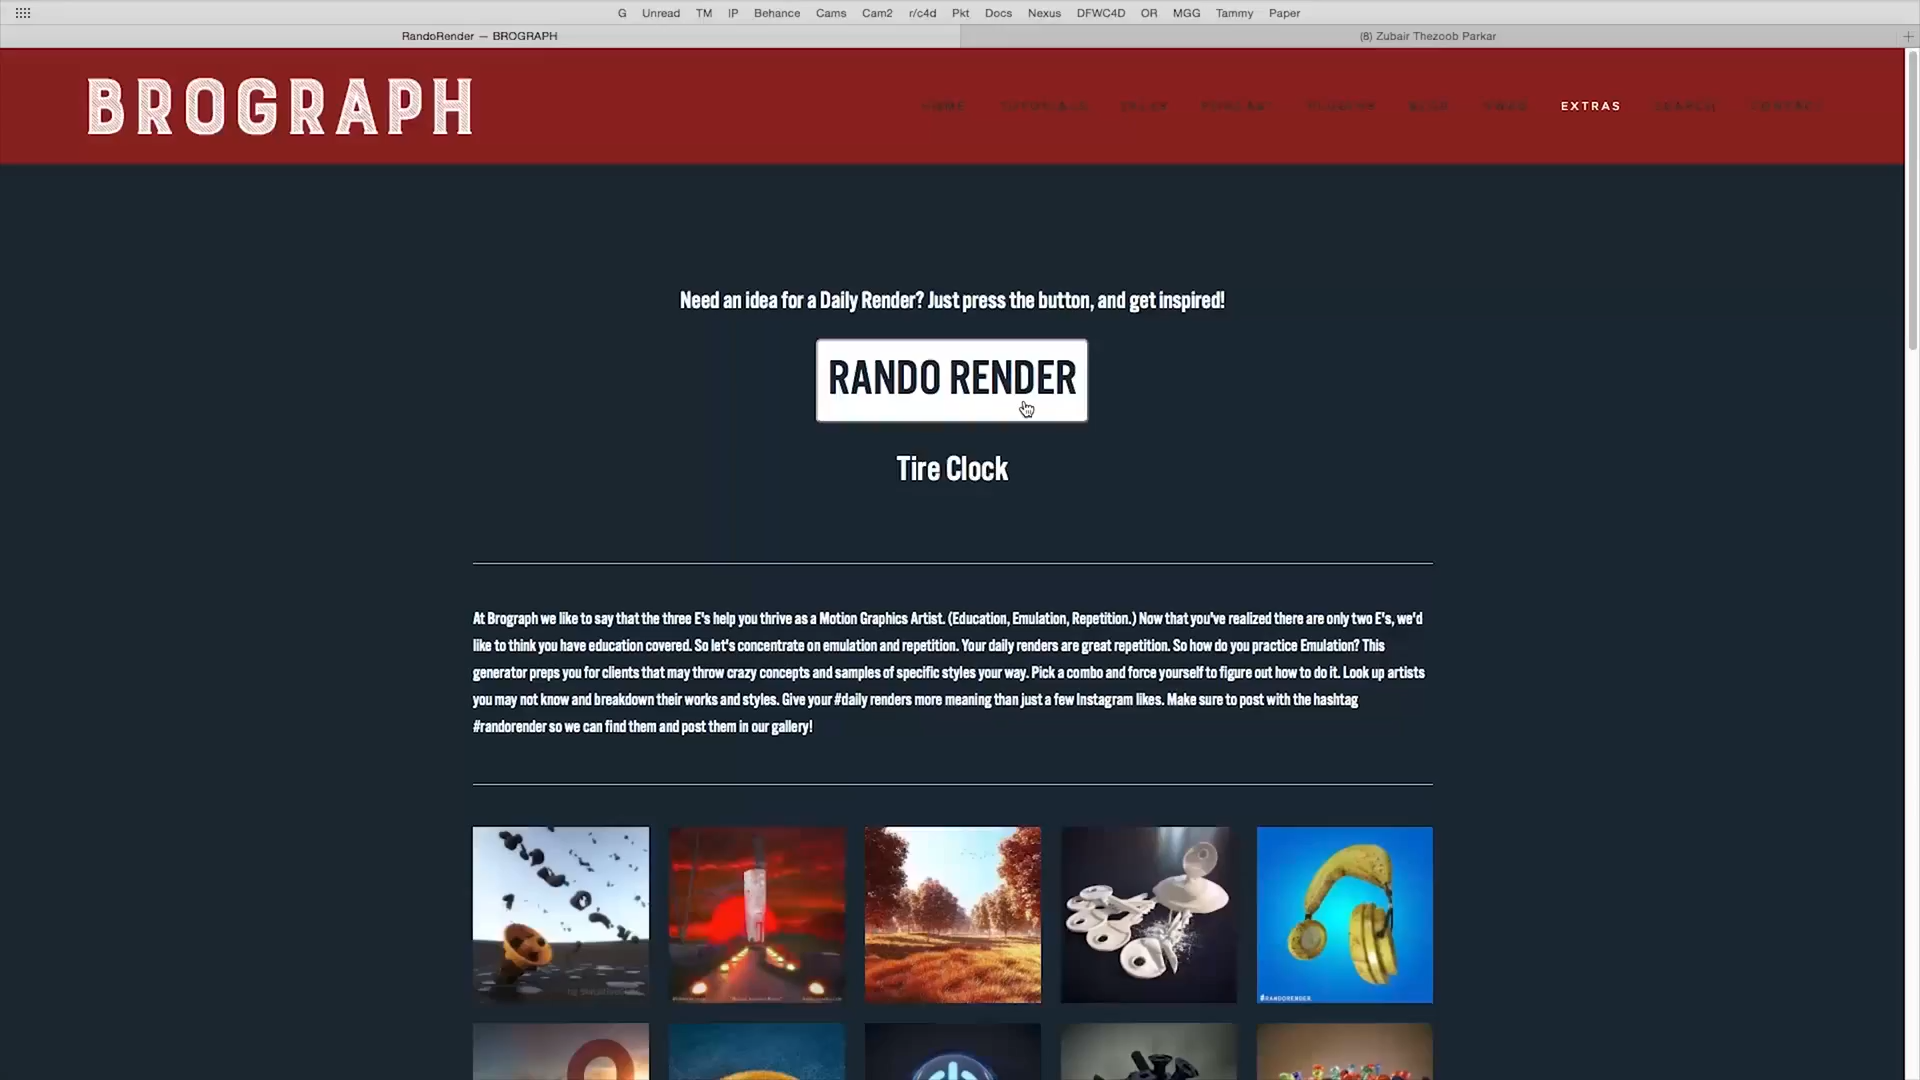 G Unread TM IP Behance Cams Cam2 r/c4d Pkt Docs Nexus DFWC4D OR MGG Tammy Paper
RandoRender — BROGRAPH
(8) Zubair Thezoob Parkar
BROGRAPH
HOME TUTORIALS PODCAST EXTRAS SEARCH CONTACT
Need an idea for a Daily Render? Just press the button, and get inspired!
RANDO RENDER
Tire Clock
At Brograph we like to say that the three E's help you thrive as a Motion Graphics Artist. (Education, Emulation, Repetition.) Now that you've realized there are only two E's, we'd
like to think you have education covered. So let's concentrate on emulation and repetition. Your daily renders are great repetition. So how do you practice Emulation? This
generator preps you for clients that may throw crazy concepts and samples of specific styles your way. Pick a combo and force yourself to figure out how to do it. Look up artists
you may not know and breakdown their works and styles. Give your #daily renders more meaning than just a few Instagram likes. Make sure to post with the hashtag
#randorender so we can find them and post them in our gallery!
#RANDORENDER